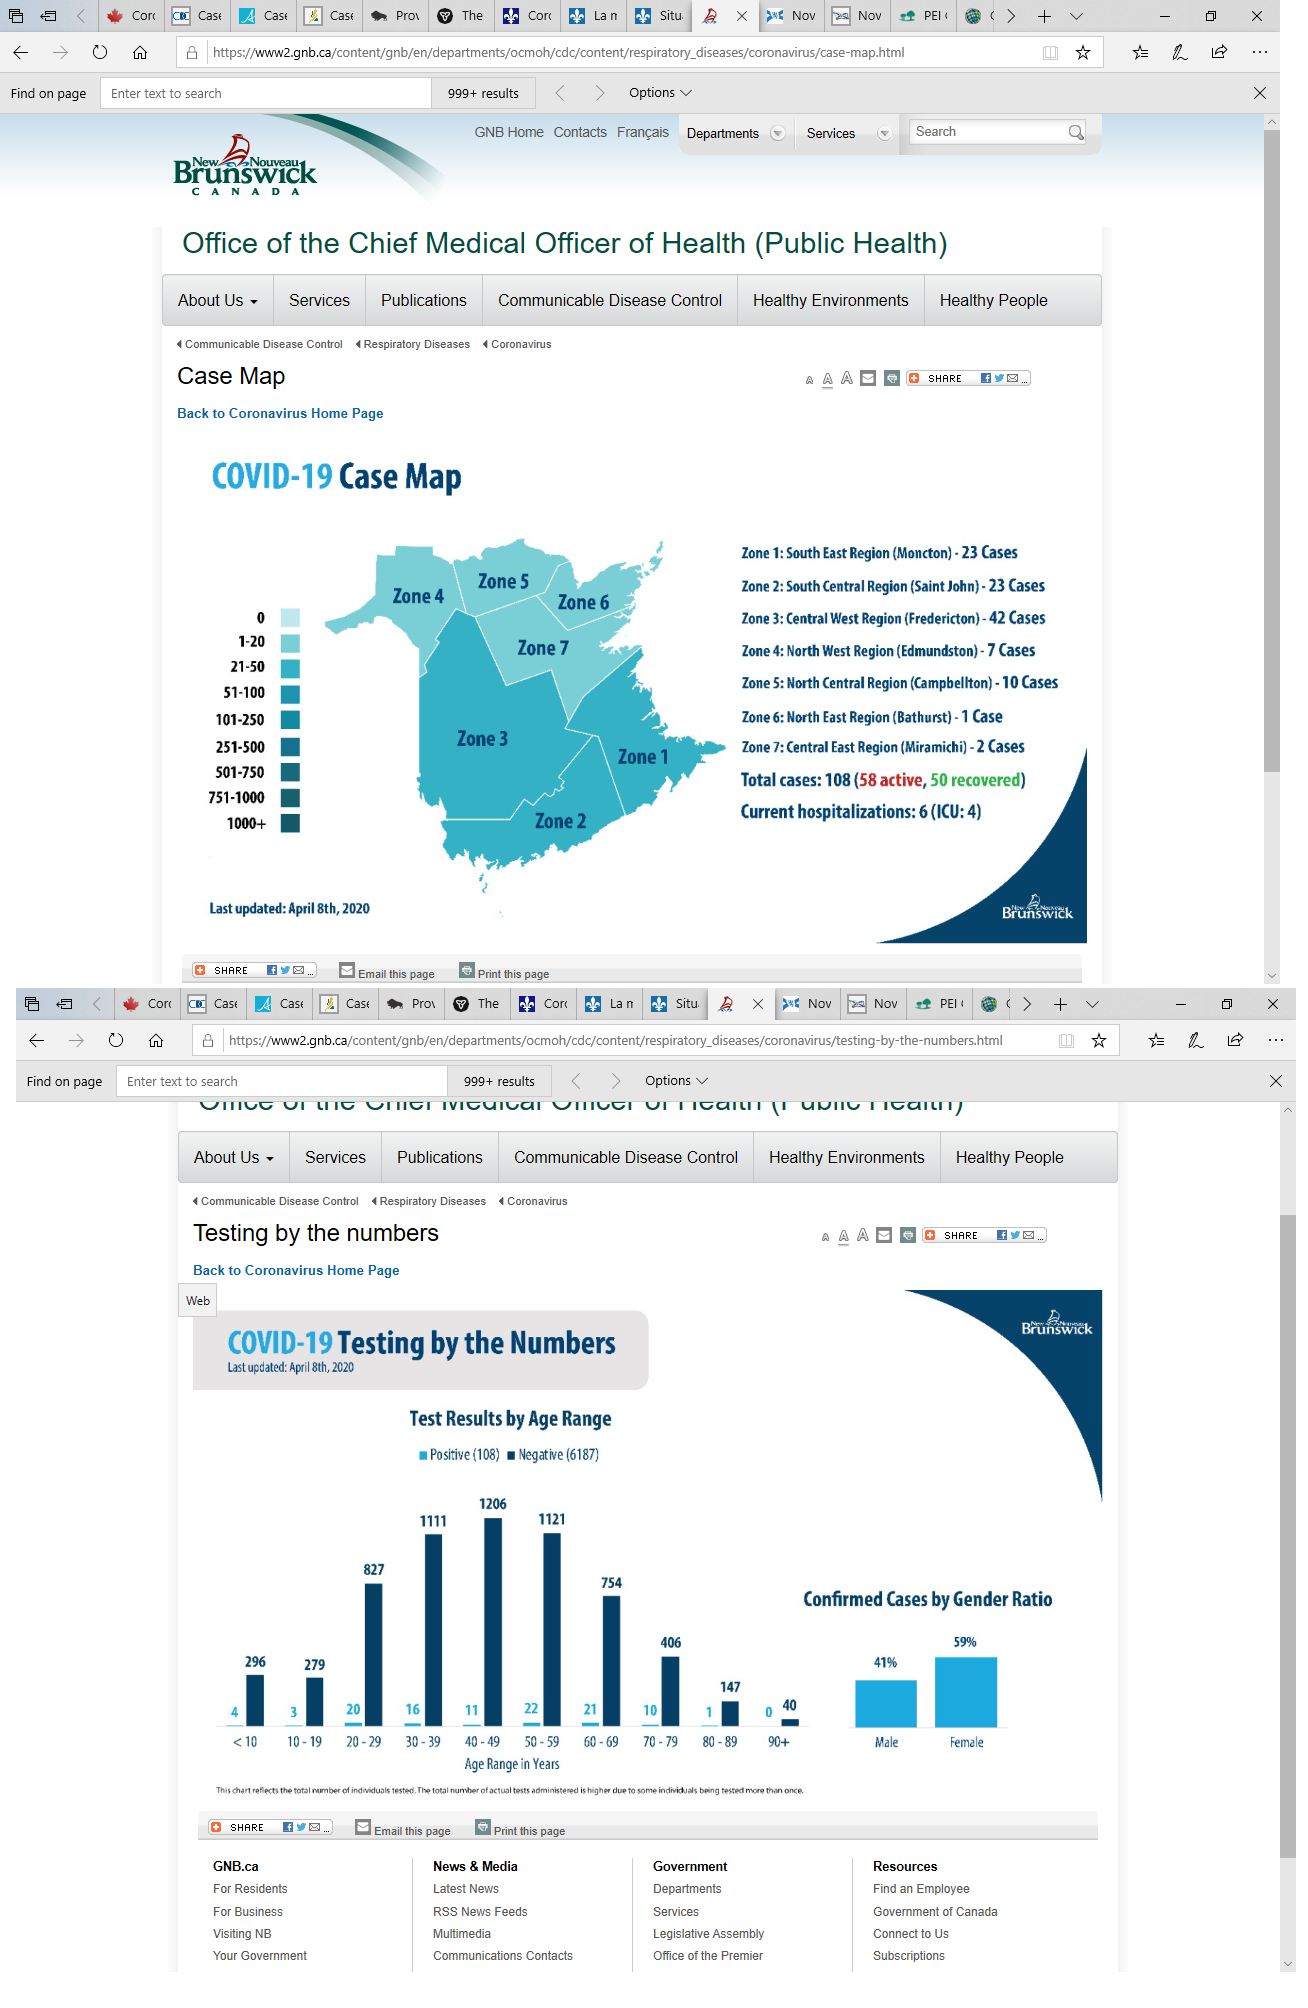 Corc
Case
Case
Case
Prov
The
Corc
La n
Situ
Nov
Nov
PEI
https://www2.gnb.ca/content/gnb/en/departments/ocmoh/cdc/content/respiratory_diseases/coronavirus/case-map.html
Find on page Enter text to search 999+ results Options
GNB Home Contacts Français Departments Services Search
New Nouveau
Brunswick
CANADA
Office of the Chief Medical Officer of Health (Public Health)
About Us Services Publications Communicable Disease Control Healthy Environments Healthy People
Communicable Disease Control Respiratory Diseases Coronavirus
Case Map
A A A SHARE ...
Back to Coronavirus Home Page
COVID-19 Case Map
0
1-20
21-50
51-100
101-250
251-500
501-750
751-1000
1000+
Zone 4
Zone 5
Zone 6
Zone 7
Zone 3
Zone 1
Zone 2
Zone 1: South East Region (Moncton) - 23 Cases
Zone 2: South Central Region (Saint John) - 23 Cases
Zone 3: Central West Region (Fredericton) - 42 Cases
Zone 4: North West Region (Edmundston) - 7 Cases
Zone 5: North Central Region (Campbellton) - 10 Cases
Zone 6: North East Region (Bathurst) - 1 Case
Zone 7: Central East Region (Miramichi) - 2 Cases
Total cases: 108 (58 active, 50 recovered)
Current hospitalizations: 6 (ICU: 4)
Last updated: April 8th, 2020
New Nouveau
Brunswick
SHARE ... Email this page Print this page
Corc
Case
Case
Case
Prov
The
Corc
La n
Situ
Nov
Nov
PEI
https://www2.gnb.ca/content/gnb/en/departments/ocmoh/cdc/content/respiratory_diseases/coronavirus/testing-by-the-numbers.html
Find on page Enter text to search 999+ results Options
Office of the Chief Medical Officer of Health (Public Health)
About Us Services Publications Communicable Disease Control Healthy Environments Healthy People
Communicable Disease Control Respiratory Diseases Coronavirus
Testing by the numbers
A A A SHARE ...
Back to Coronavirus Home Page
Web
New Nouveau
Brunswick
COVID-19 Testing by the Numbers
Last updated: April 8th, 2020
Test Results by Age Range
Positive (108) Negative (6187)
4 296
3 279
20 827
16 1111
11 1206
22 1121
21 754
10 406
1 147
0 40
< 10 10 - 19 20 - 29 30 - 39 40 - 49 50 - 59 60 - 69 70 - 79 80 - 89 90+
Age Range in Years
Confirmed Cases by Gender Ratio
41% 59%
Male Female
This chart reflects the total number of individuals tested. The total number of actual tests administered is higher due to some individuals being tested more than once.
SHARE ... Email this page Print this page
GNB.ca
For Residents
For Business
Visiting NB
Your Government
News & Media
Latest News
RSS News Feeds
Multimedia
Communications Contacts
Government
Departments
Services
Legislative Assembly
Office of the Premier
Resources
Find an Employee
Government of Canada
Connect to Us
Subscriptions